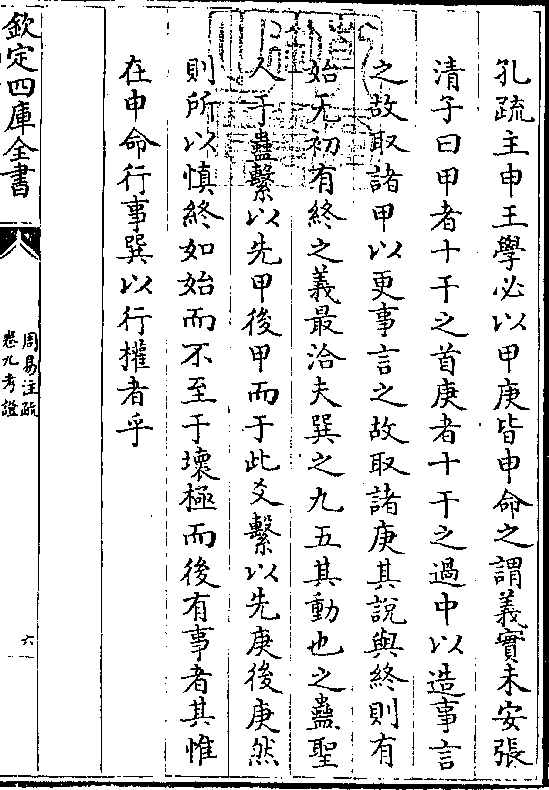 孔疏主申王學必以甲庚皆申命之謂義實未安張
清子曰甲者十干之首庚者十干之過中以造事言
之故取諸甲以更事言之故取諸庚其說與終則有
始无初有終之義最洽夫巽之九五其動也之蠱聖
人于蠱繫以先甲後甲而于此爻繫以先庚後庚然
則所以慎終如始而不至于壞極而後有事者其惟
在申命行事巽以行權者乎
欽定四庫全書
周易注疏
卷九考證
六